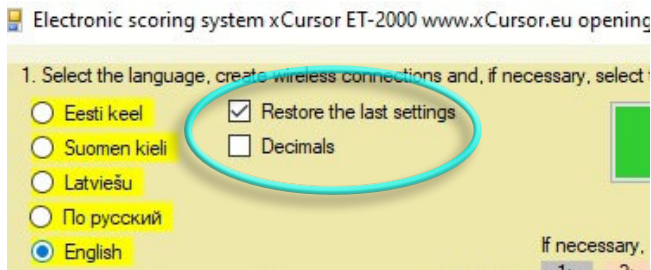 Electronic scoring system xCursor ET-2000 www.xCursor.eu opening
1. Select the language, create wireless connections and, if necessary, select
Eesti keel
Restore the last settings
Suomen kieli
Decimals
Latviešu
По русский
English
If necessary,